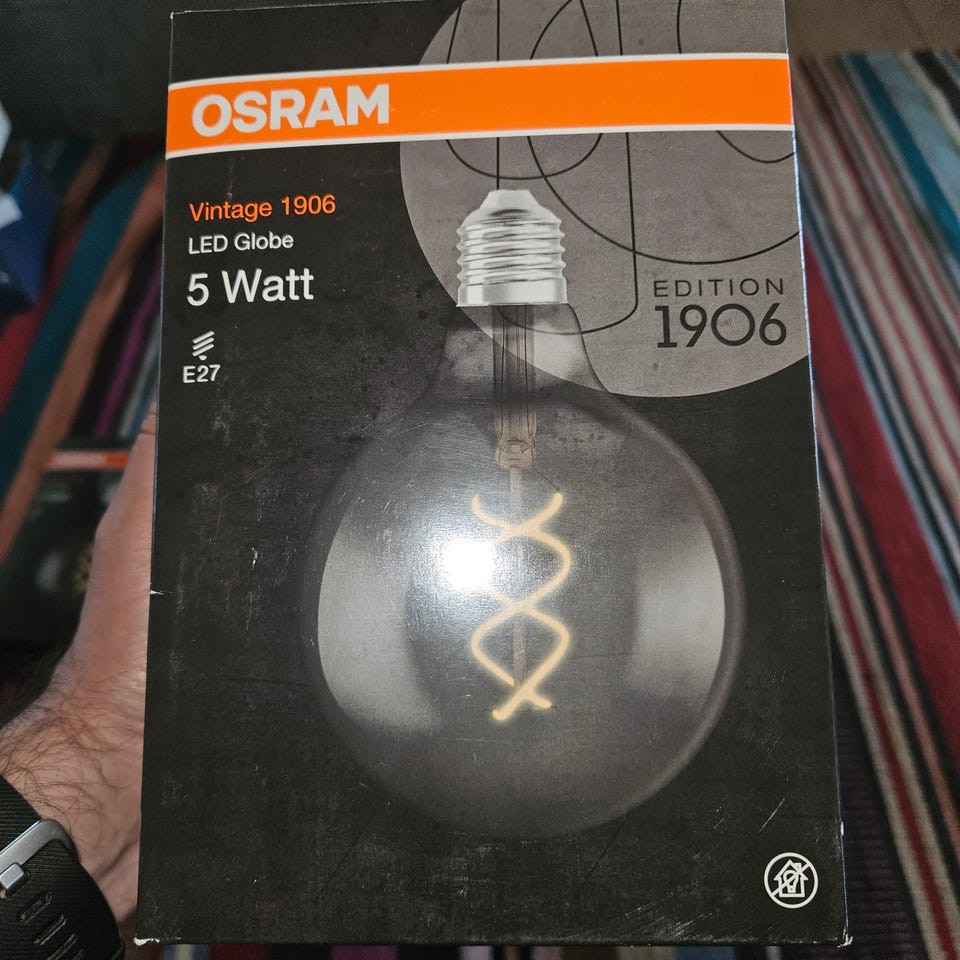 OSRAM
Vintage 1906
LED Globe
5 Watt
E27
EDITION
1906